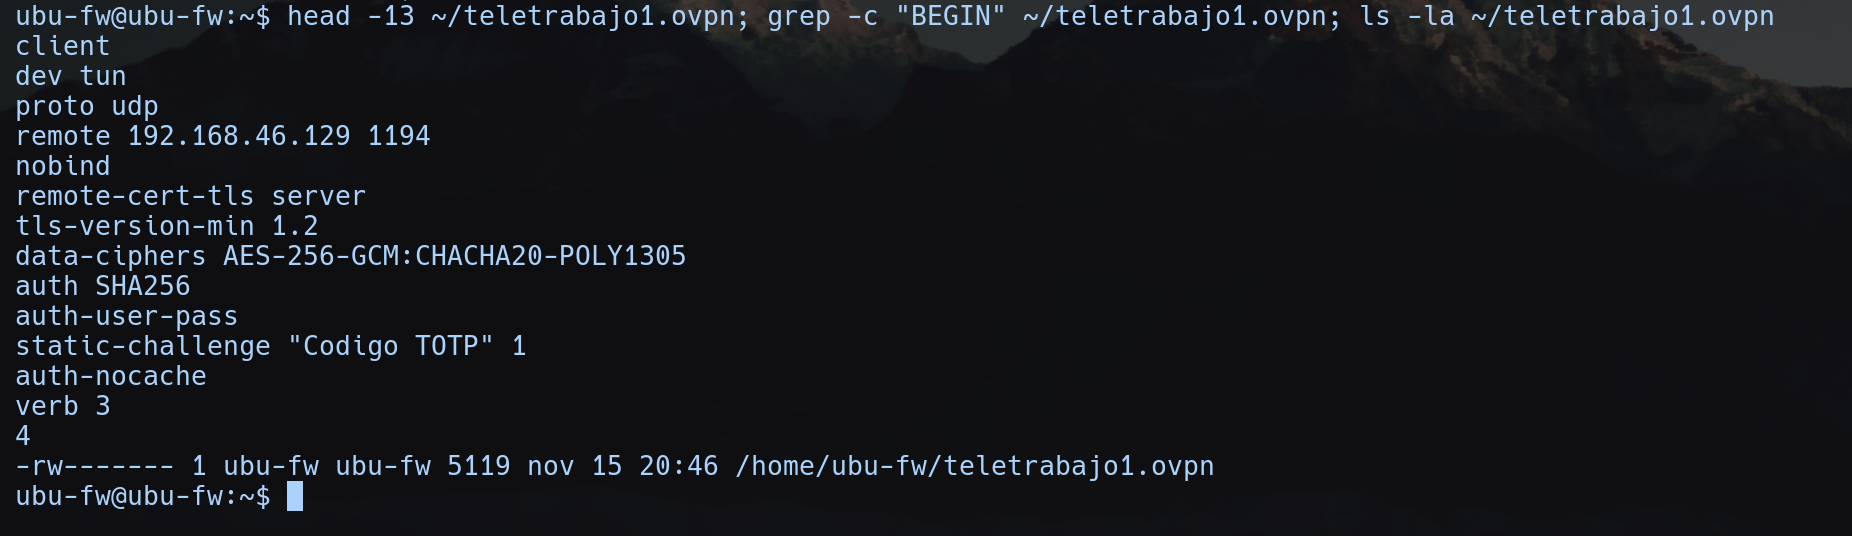 ubu-fw@ubu-fw:~$ head -13 ~/teletrabajo1.ovpn; grep -c "BEGIN" ~/teletrabajo1.ovpn; ls -la ~/teletrabajo1.ovpn
client
dev tun
proto udp
remote 192.168.46.129 1194
nobind
remote-cert-tls server
tls-version-min 1.2
data-ciphers AES-256-GCM:CHACHA20-POLY1305
auth SHA256
auth-user-pass
static-challenge "Codigo TOTP" 1
auth-nocache
verb 3
4
-rw------- 1 ubu-fw ubu-fw 5119 nov 15 20:46 /home/ubu-fw/teletrabajo1.ovpn
ubu-fw@ubu-fw:~$